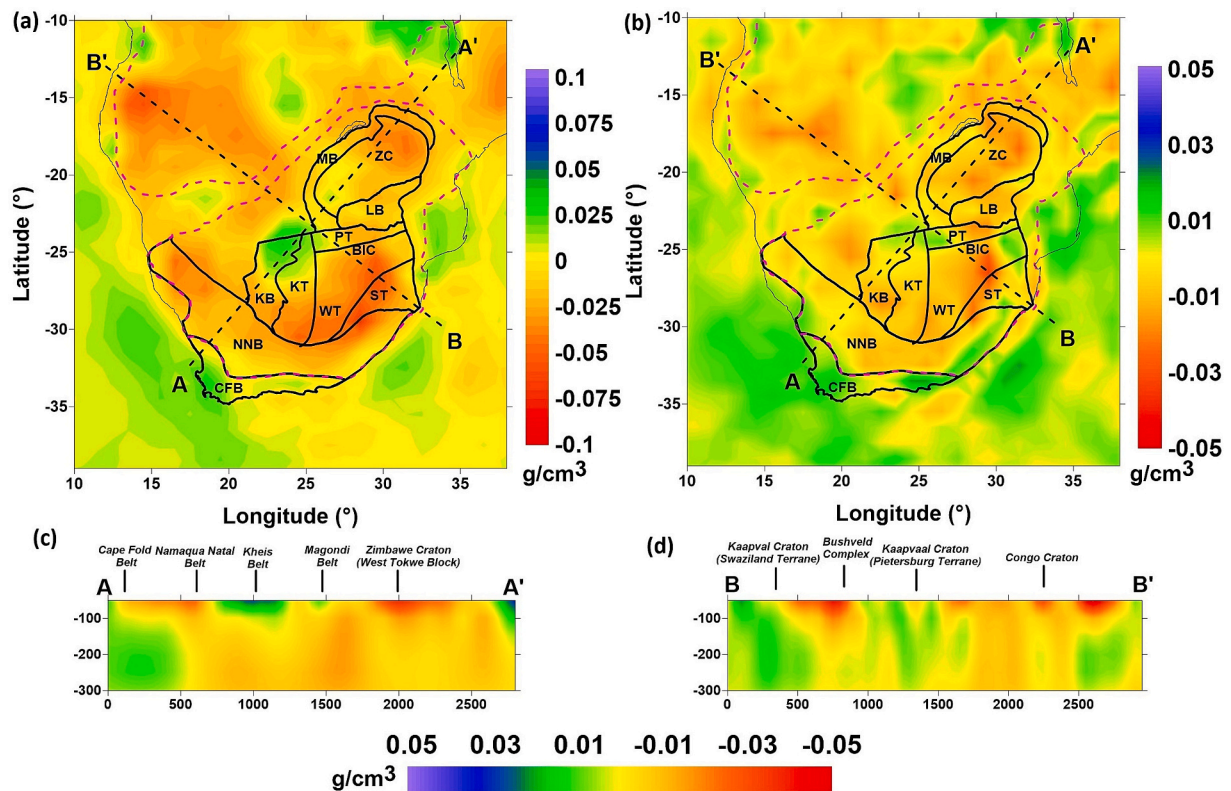 (a)
(b)
A'
B'
MB
ZC
LB
PT
BIC
KB
KT
WT
ST
NNB
CFB
A
B
-10
-15
-20
-25
-30
-35
Latitude (°)
10 15 20 25 30 35
Longitude (°)
0.1
0.075
0.05
0.025
0
-0.025
-0.05
-0.075
-0.1
g/cm3
A'
B'
MB
ZC
LB
PT
BIC
KB
KT
WT
ST
NNB
CFB
A
B
-10
-15
-20
-25
-30
-35
Latitude (°)
10 15 20 25 30 35
Longitude (°)
0.05
0.03
0.01
-0.01
-0.03
-0.05
g/cm3
(c)
Cape Fold Belt
Namaqua Natal Belt
Kheis Belt
Magondi Belt
Zimbawe Craton (West Tokwe Block)
A A'
-100
-200
-300
0 500 1000 1500 2000 2500
(d)
Kaapval Craton (Swaziland Terrane)
Bushveld Complex
Kaapvaal Craton (Pietersburg Terrane)
Congo Craton
B B'
-100
-200
-300
0 500 1000 1500 2000 2500
0.05 0.03 0.01 -0.01 -0.03 -0.05
g/cm3